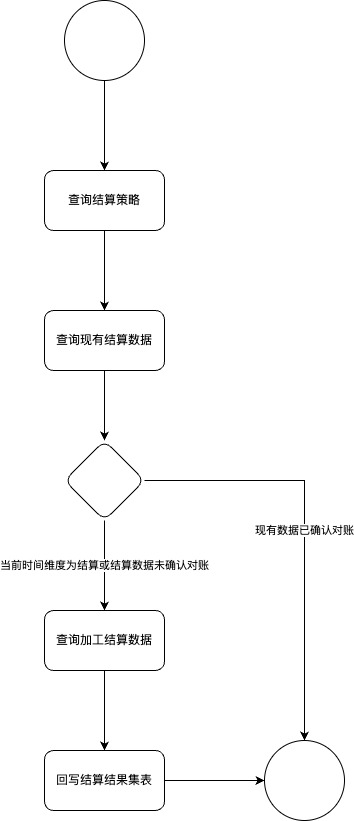 查询结算策略
查询现有结算数据
现有数据已确认对账
当前时间维度为结算或结算数据未确认对账
查询加工结算数据
回写结算结果集表